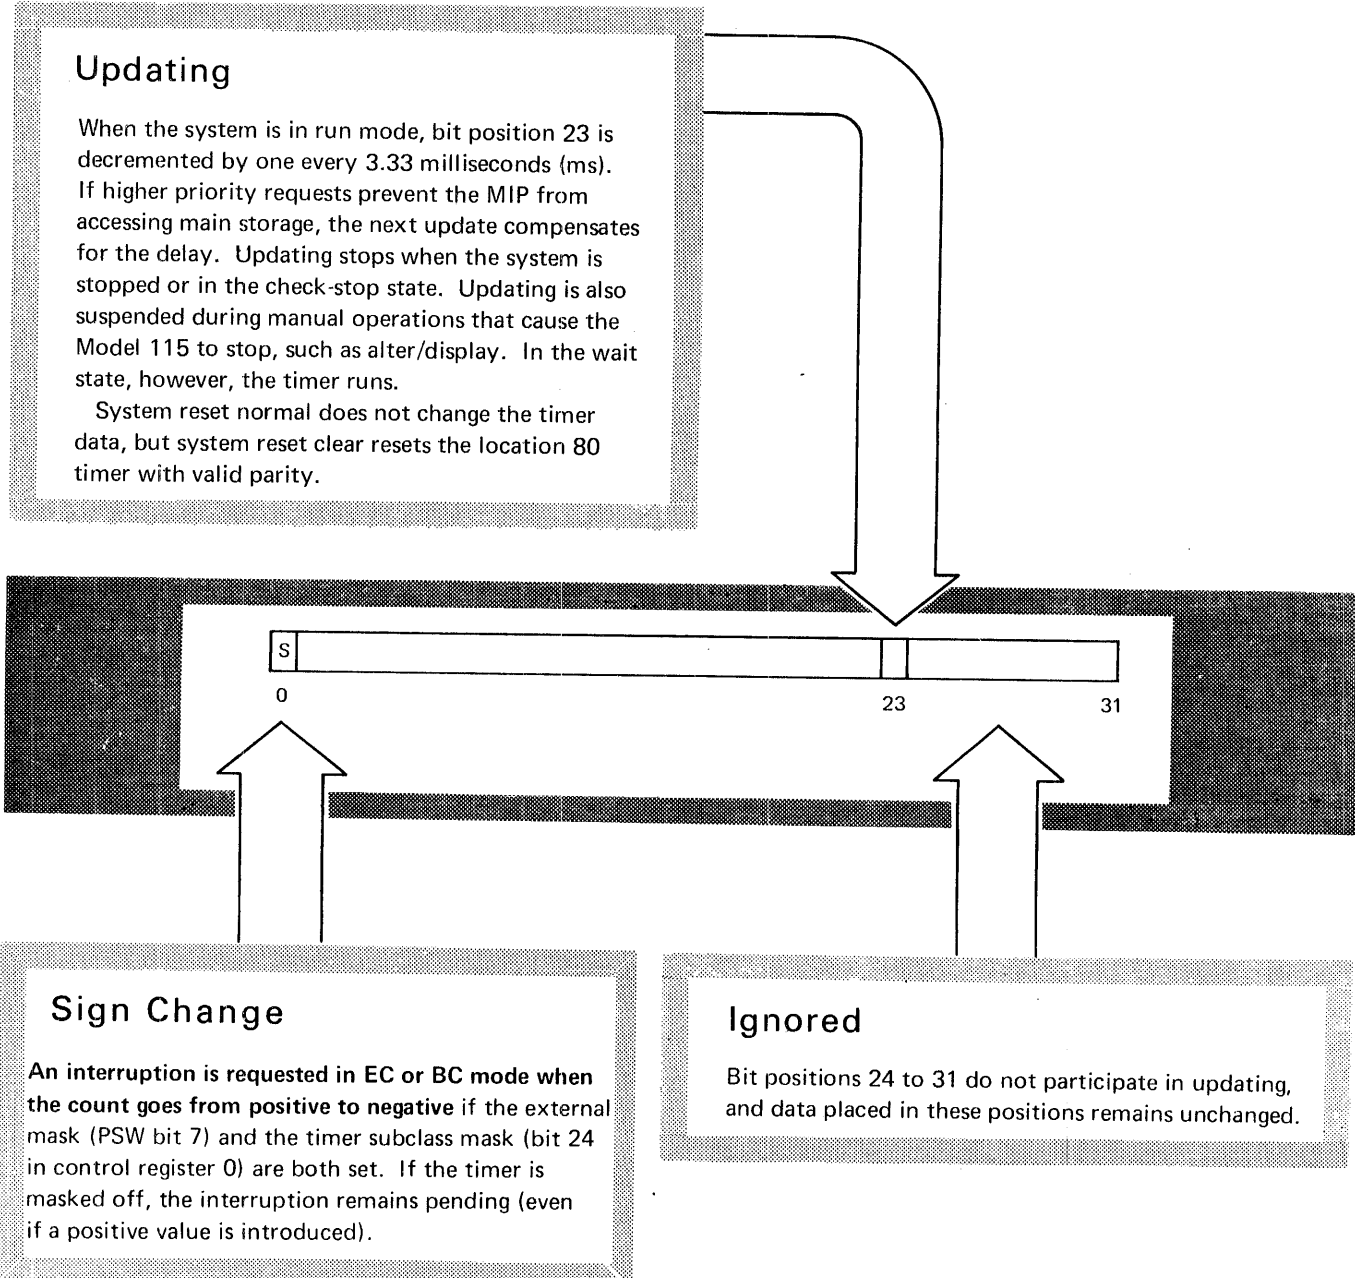 Updating
When the system is in run mode, bit position 23 is
decremented by one every 3.33 milliseconds (ms).
If higher priority requests prevent the MIP from
accessing main storage, the next update compensates
for the delay. Updating stops when the system is
stopped or in the check-stop state. Updating is also
suspended during manual operations that cause the
Model 115 to stop, such as alter/display. In the wait
state, however, the timer runs.
System reset normal does not change the timer
data, but system reset clear resets the location 80
timer with valid parity.
S
0
23
31
Sign Change
An interruption is requested in EC or BC mode when
the count goes from positive to negative if the external
mask (PSW bit 7) and the timer subclass mask (bit 24
in control register 0) are both set. If the timer is
masked off, the interruption remains pending (even
if a positive value is introduced).
Ignored
Bit positions 24 to 31 do not participate in updating,
and data placed in these positions remains unchanged.